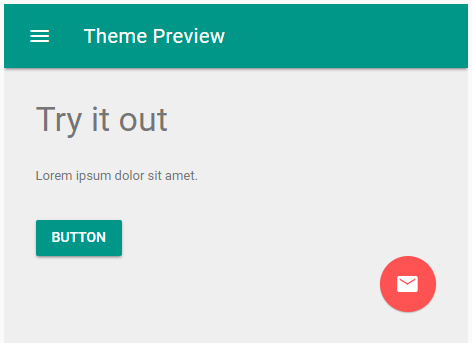 Theme Preview
Try it out
Lorem ipsum dolor sit amet.
BUTTON